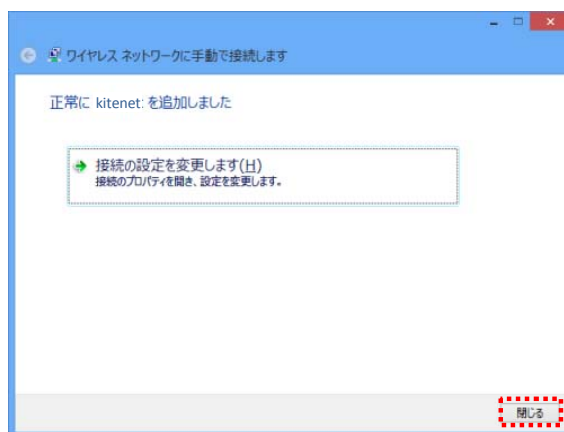 ワイヤレス ネットワークに手動で接続します
正常に kitenet: を追加しました
接続の設定を変更します(H)
接続のプロパティを開き、設定を変更します。
閉じる